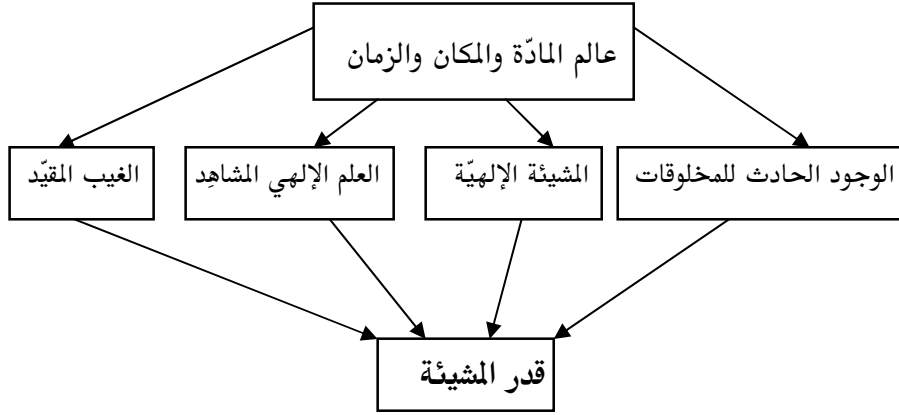 عالم المادّة والمكان والزمان
الوجود الحادث للمخلوقات
المشيئة الإلهيّة
العلم الإلهي المشاهِد
الغيب المقيّد
قدر المشيئة